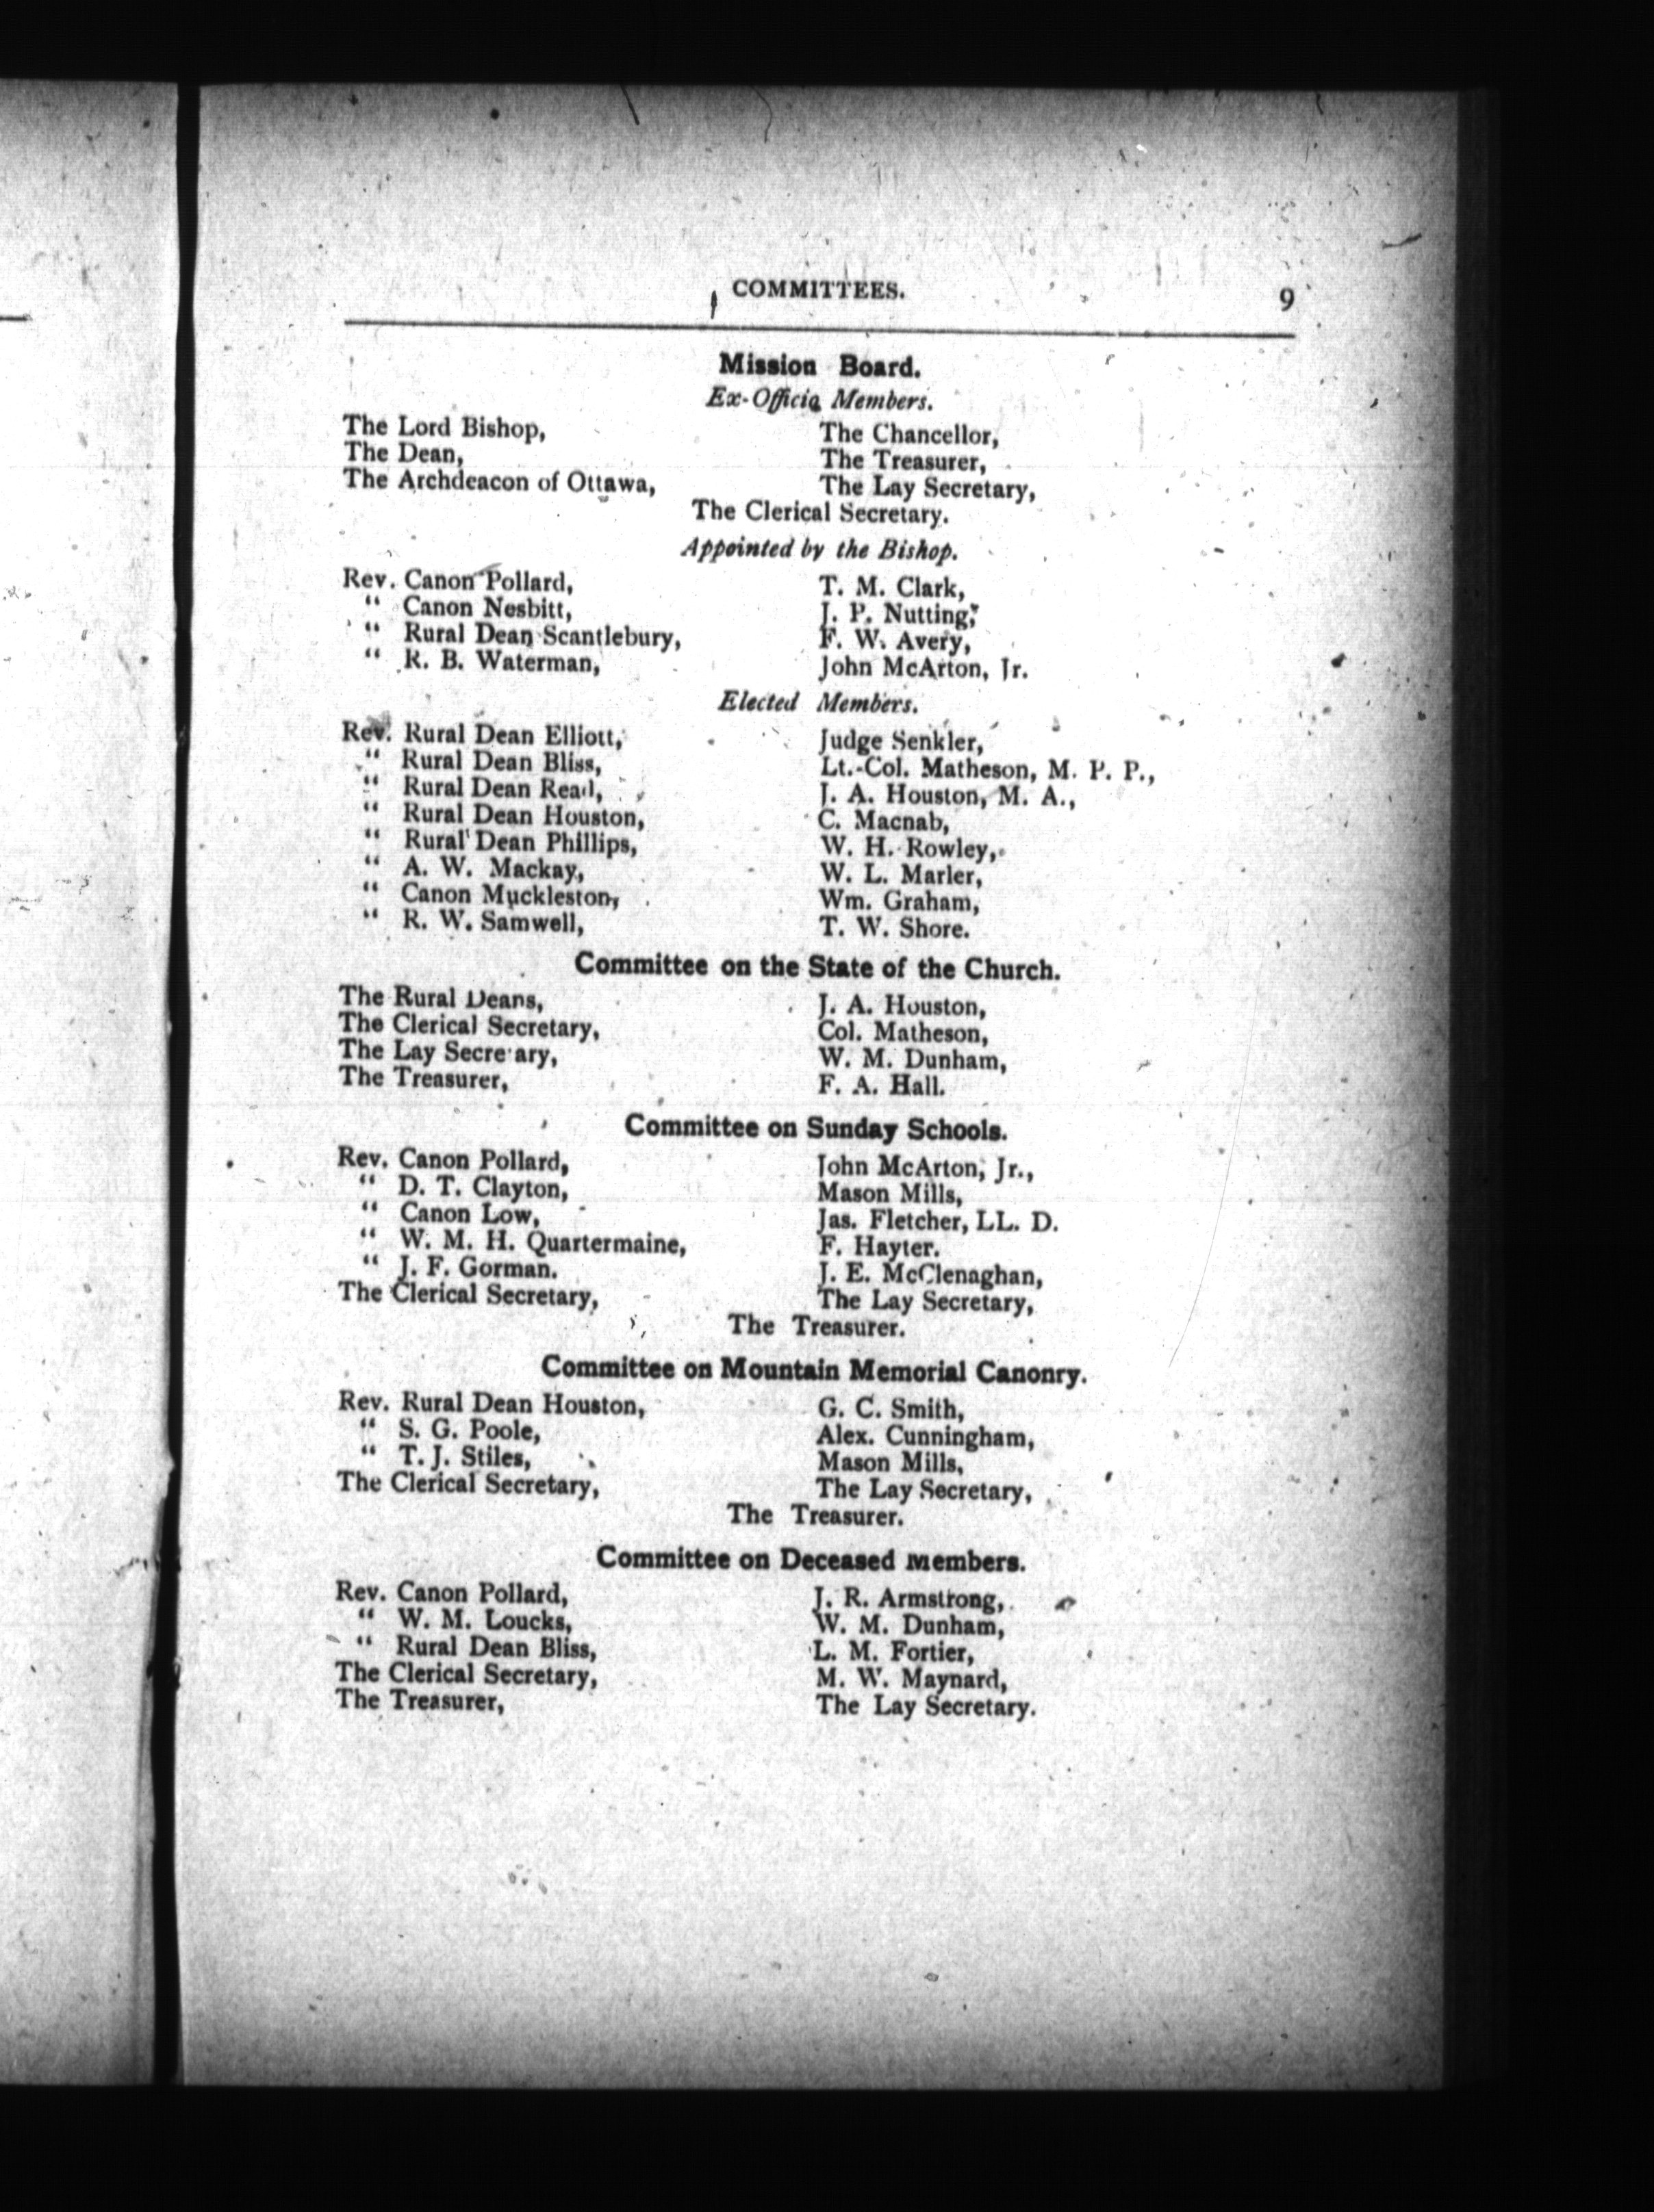 COMMITTEES. 9
Mission Board.
Ex-Officio Members.
The Lord Bishop, The Chancellor,
The Dean, The Treasurer,
The Archdeacon of Ottawa, The Lay Secretary,
The Clerical Secretary.
Appointed by the Bishop.
Rev. Canon Pollard, T. M. Clark,
“ Canon Nesbitt, J. P. Nutting,
“ Rural Dean Scantlebury, F. W. Avery,
“ R. B. Waterman, John McArton, Jr.
Elected Members.
Rev. Rural Dean Elliott, Judge Senkler,
“ Rural Dean Bliss, Lt.-Col. Matheson, M. P. P.,
“ Rural Dean Read, J. A. Houston, M. A.,
“ Rural Dean Houston, C. Macnab,
“ Rural Dean Phillips, W. H. Rowley,
“ A. W. Mackay, W. L. Marler,
“ Canon Muckleston, Wm. Graham,
“ R. W. Samwell, T. W. Shore.
Committee on the State of the Church.
The Rural Deans, J. A. Houston,
The Clerical Secretary, Col. Matheson,
The Lay Secretary, W. M. Dunham,
The Treasurer, F. A. Hall.
Committee on Sunday Schools.
Rev. Canon Pollard, John McArton, Jr.,
“ D. T. Clayton, Mason Mills,
“ Canon Low, Jas. Fletcher, LL. D.
“ W. M. H. Quartermaine, F. Hayter.
“ J. F. Gorman. J. E. McClenaghan,
The Clerical Secretary, The Lay Secretary,
The Treasurer.
Committee on Mountain Memorial Canonry.
Rev. Rural Dean Houston, G. C. Smith,
“ S. G. Poole, Alex. Cunningham,
“ T. J. Stiles, Mason Mills,
The Clerical Secretary, The Lay Secretary,
The Treasurer.
Committee on Deceased Members.
Rev. Canon Pollard, J. R. Armstrong,
“ W. M. Loucks, W. M. Dunham,
“ Rural Dean Bliss, L. M. Fortier,
The Clerical Secretary, M. W. Maynard,
The Treasurer, The Lay Secretary.